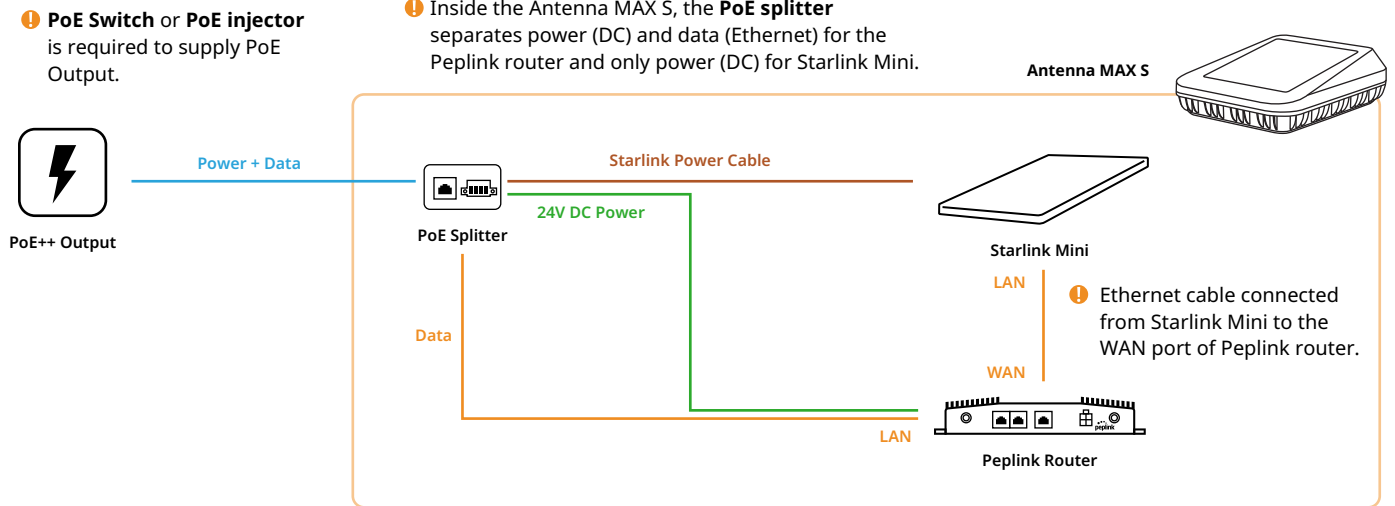 PoE Switch or PoE injector
is required to supply PoE
Output.
Inside the Antenna MAX S, the PoE splitter
separates power (DC) and data (Ethernet) for the
Peplink router and only power (DC) for Starlink Mini.
Antenna MAX S
Power + Data
Starlink Power Cable
24V DC Power
PoE++ Output
PoE Splitter
Starlink Mini
LAN
Ethernet cable connected
from Starlink Mini to the
WAN port of Peplink router.
Data
WAN
LAN
peplink
Peplink Router